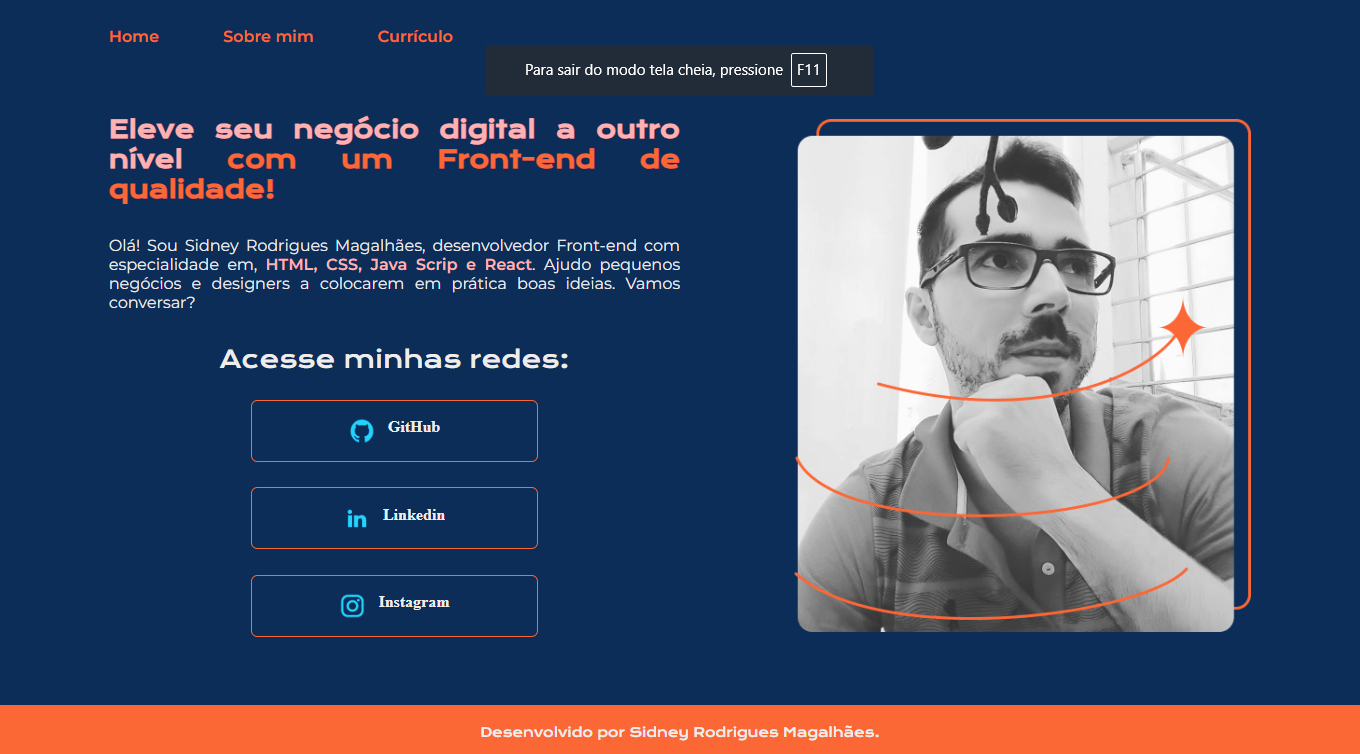 Home Sobre mim Currículo
Para sair do modo tela cheia, pressione F11
Eleve seu negócio digital a outro
nível com um Front-end de
qualidade!
Olá! Sou Sidney Rodrigues Magalhães, desenvolvedor Front-end com
especialidade em, HTML, CSS, Java Scrip e React. Ajudo pequenos
negócios e designers a colocarem em prática boas ideias. Vamos
conversar?
Acesse minhas redes:
GitHub
Linkedin
Instagram
Desenvolvido por Sidney Rodrigues Magalhães.